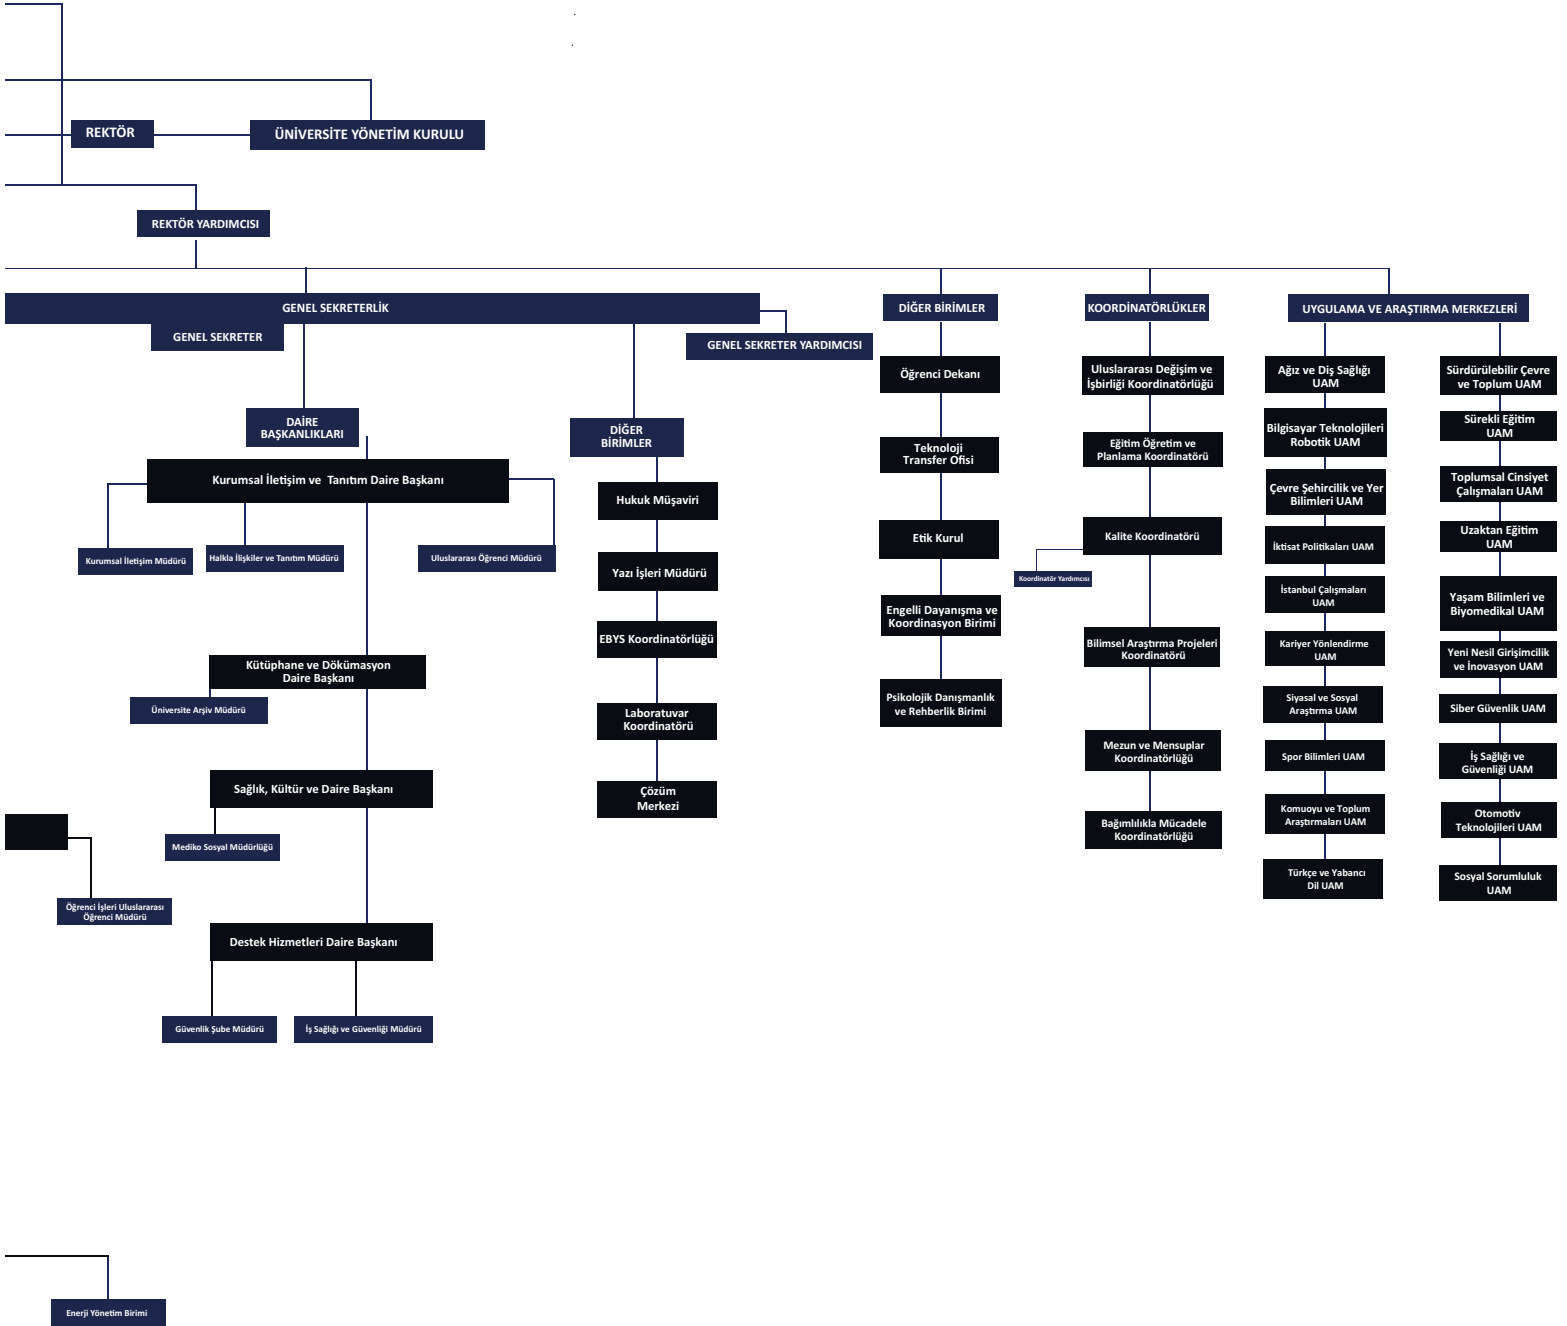 REKTÖR
ÜNİVERSİTE YÖNETİM KURULU
REKTÖR YARDIMCISI
GENEL SEKRETERLİK
GENEL SEKRETER
GENEL SEKRETER YARDIMCISI
DAİRE
BAŞKANLIKLARI
Kurumsal İletişim ve Tanıtım Daire Başkanı
Kurumsal İletişim Müdürü
Halkla İlişkiler ve Tanıtım Müdürü
Uluslararası Öğrenci Müdürü
Kütüphane ve Dökümasyon
Daire Başkanı
Üniversite Arşiv Müdürü
Sağlık, Kültür ve Daire Başkanı
Mediko Sosyal Müdürlüğü
Öğrenci İşleri Uluslararası
Öğrenci Müdürü
Destek Hizmetleri Daire Başkanı
Güvenlik Şube Müdürü
İş Sağlığı ve Güvenliği Müdürü
Enerji Yönetim Birimi
DİĞER
BİRİMLER
Hukuk Müşaviri
Yazı İşleri Müdürü
EBYS Koordinatörlüğü
Laboratuvar
Koordinatörü
Çözüm
Merkezi
DİĞER BİRİMLER
Öğrenci Dekanı
Teknoloji
Transfer Ofisi
Etik Kurul
Engelli Dayanışma ve
Koordinasyon Birimi
Psikolojik Danışmanlık
ve Rehberlik Birimi
KOORDİNATÖRLÜKLER
Uluslararası Değişim ve
İşbirliği Koordinatörlüğü
Eğitim Öğretim ve
Planlama Koordinatörü
Kalite Koordinatörü
Koordinatör Yardımcısı
Bilimsel Araştırma Projeleri
Koordinatörü
Mezun ve Mensuplar
Koordinatörlüğü
Bağımlılıkla Mücadele
Koordinatörlüğü
UYGULAMA VE ARAŞTIRMA MERKEZLERİ
Ağız ve Diş Sağlığı
UAM
Bilgisayar Teknolojileri
Robotik UAM
Çevre Şehircilik ve Yer
Bilimleri UAM
İktisat Politikaları UAM
İstanbul Çalışmaları
UAM
Kariyer Yönlendirme
UAM
Siyasal ve Sosyal
Araştırma UAM
Spor Bilimleri UAM
Komuoyu ve Toplum
Araştırmaları UAM
Türkçe ve Yabancı
Dil UAM
Sürdürülebilir Çevre
ve Toplum UAM
Sürekli Eğitim
UAM
Toplumsal Cinsiyet
Çalışmaları UAM
Uzaktan Eğitim
UAM
Yaşam Bilimleri ve
Biyomedikal UAM
Yeni Nesil Girişimcilik
ve İnovasyon UAM
Siber Güvenlik UAM
İş Sağlığı ve
Güvenliği UAM
Otomotiv
Teknolojileri UAM
Sosyal Sorumluluk
UAM